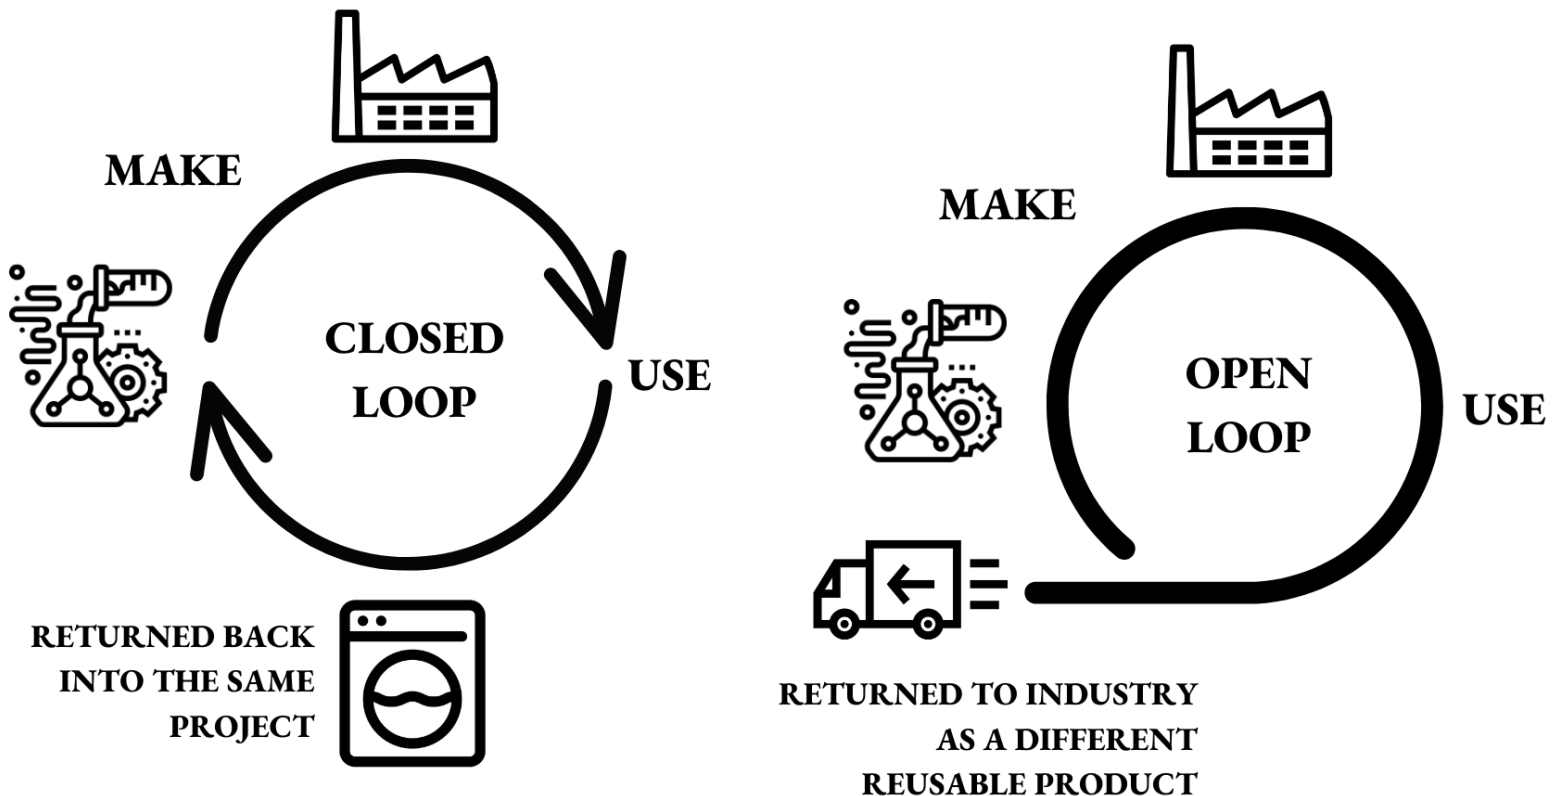 MAKE
CLOSED
LOOP
USE
RETURNED BACK
INTO THE SAME
PROJECT
MAKE
OPEN
LOOP
USE
RETURNED TO INDUSTRY
AS A DIFFERENT
REUSABLE PRODUCT